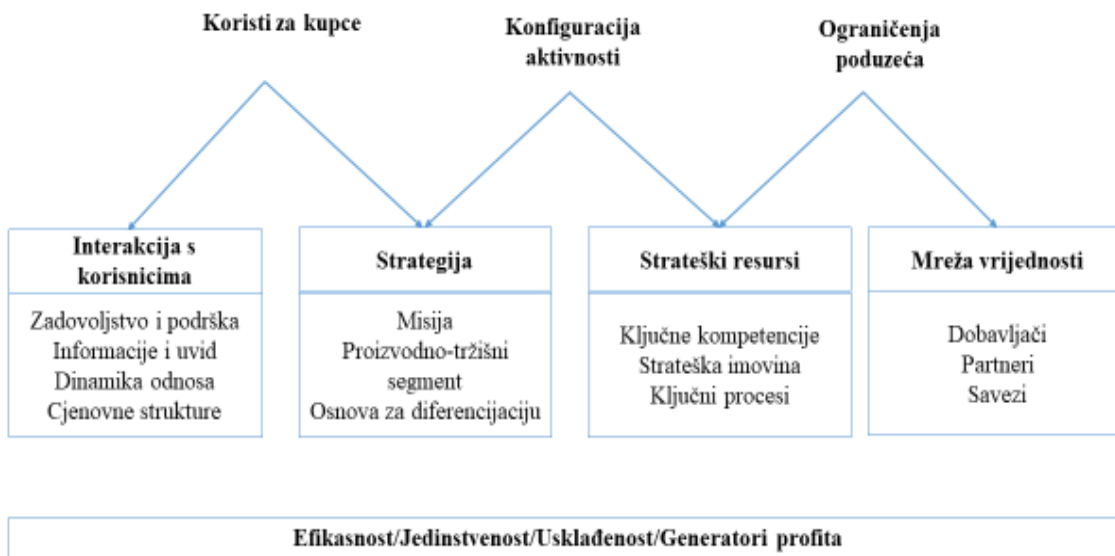 Koristi za kupce
Konfiguracija
aktivnosti
Ograničenja
poduzeća
Interakcija s
korisnicima
Zadovoljstvo i podrška
Informacije i uvid
Dinamika odnosa
Cjenovne strukture
Strategija
Misija
Proizvodno-tržišni
segment
Osnova za diferencijaciju
Strateški resursi
Ključne kompetencije
Strateška imovina
Ključni procesi
Mreža vrijednosti
Dobavljači
Partneri
Savezi
Efikasnost/Jedinstvenost/Usklađenost/Generatori profita